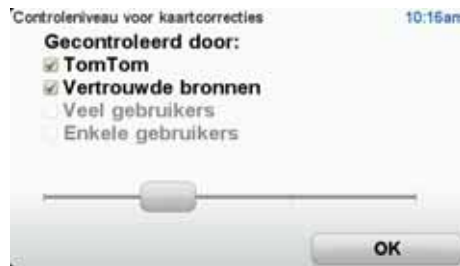 Controleniveau voor kaartcorrecties 10:16am
Gecontroleerd door:
TomTom
Vertrouwde bronnen
Veel gebruikers
Enkele gebruikers
OK